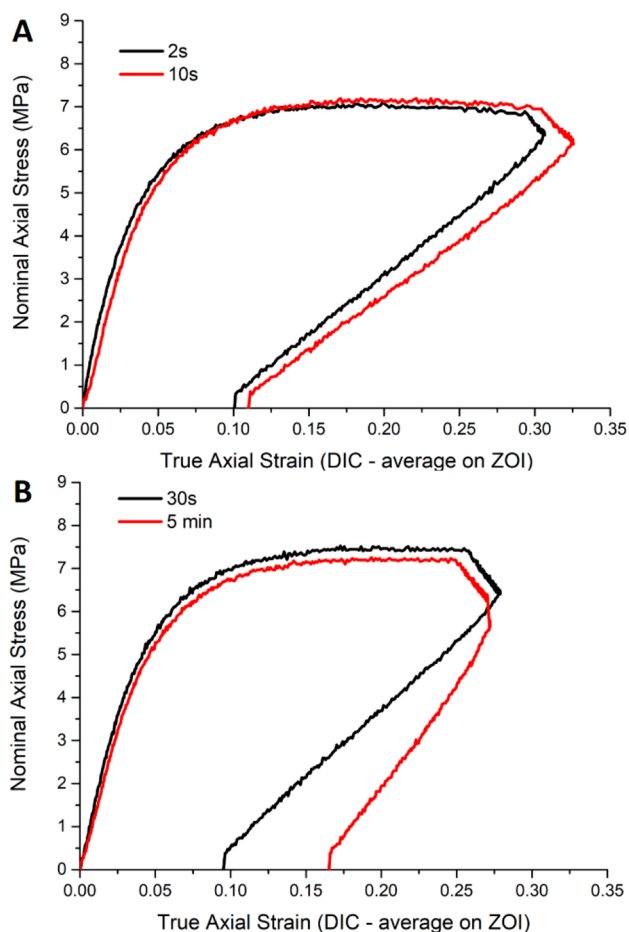 A
2s
10s
Nominal Axial Stress (MPa)
9
8
7
6
5
4
3
2
1
0
0.00 0.05 0.10 0.15 0.20 0.25 0.30 0.35
True Axial Strain (DIC - average on ZOI)
B
30s
5 min
Nominal Axial Stress (MPa)
9
8
7
6
5
4
3
2
1
0
0.00 0.05 0.10 0.15 0.20 0.25 0.30 0.35
True Axial Strain (DIC - average on ZOI)